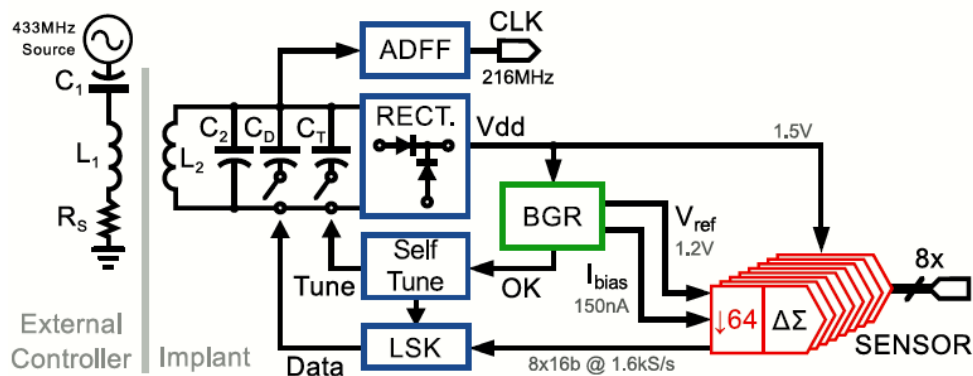 433MHz
Source
C1
L1
RS
External
Controller
Implant
L2
C2
CD
CT
ADFF
CLK
216MHz
RECT.
Vdd
1.5V
BGR
Vref
1.2V
Ibias
150nA
OK
Self
Tune
Tune
LSK
Data
8x16b @ 1.6kS/s
↓64
ΔΣ
8x
SENSOR